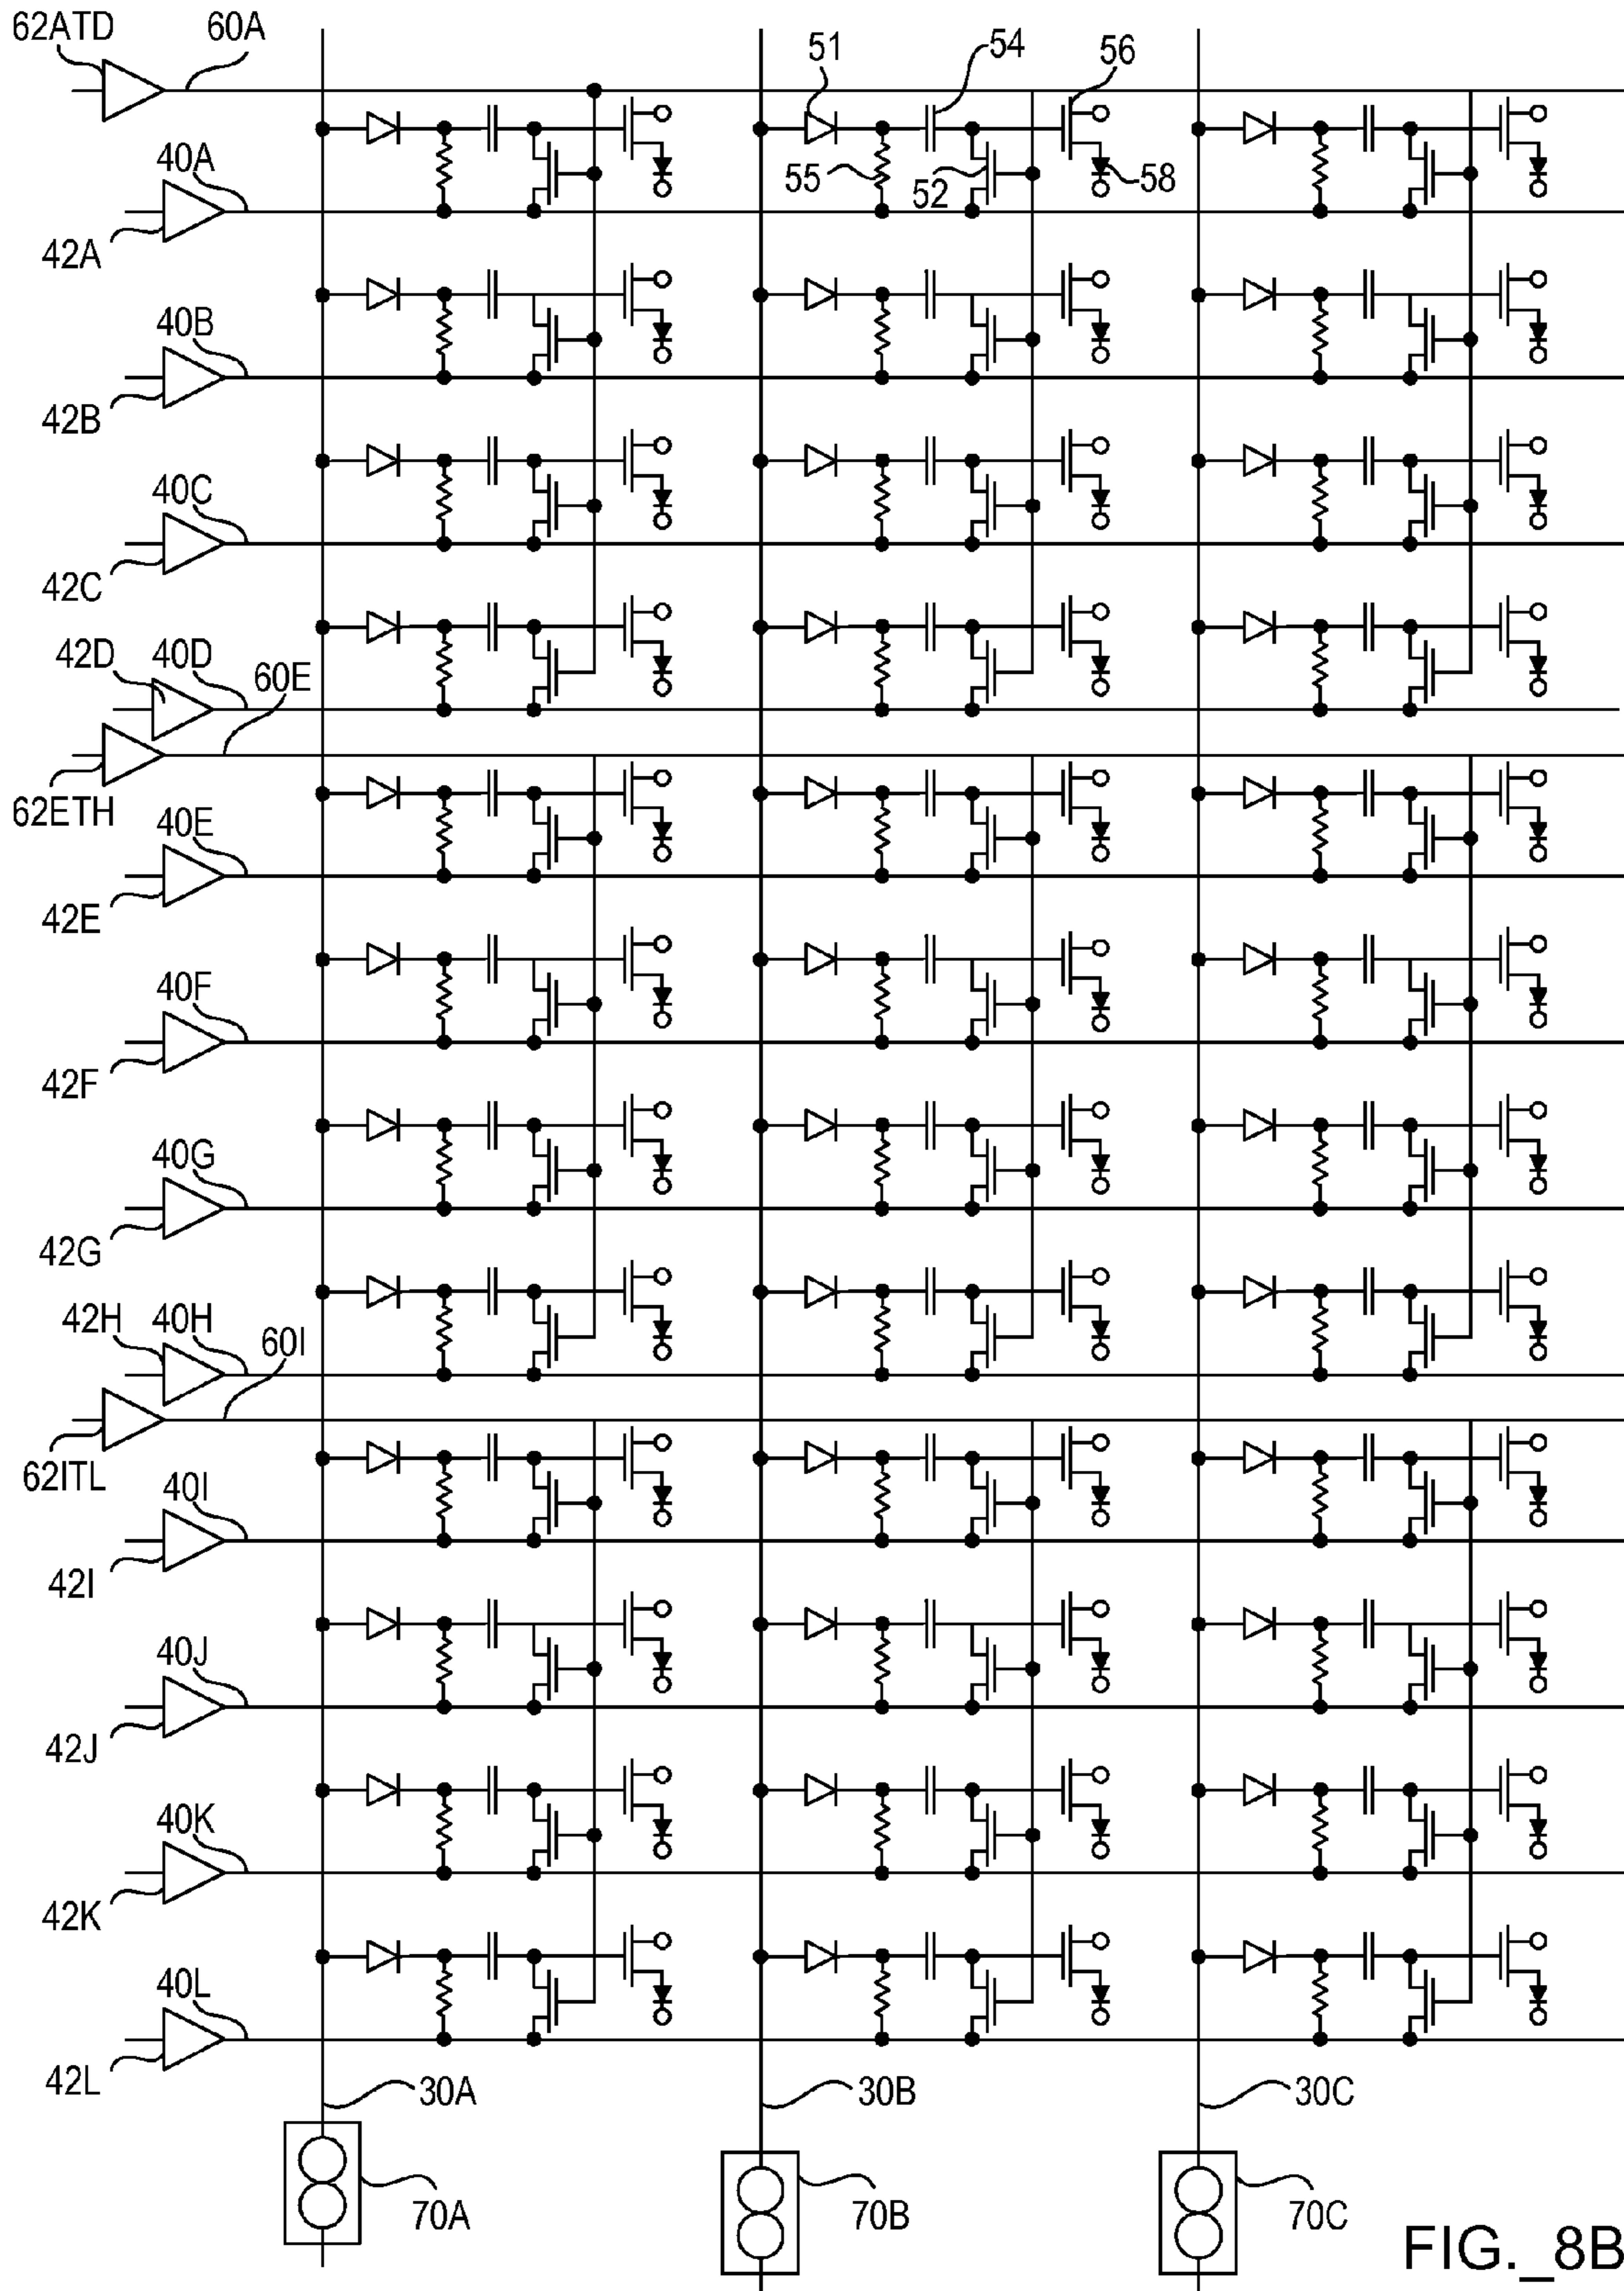 62ATD 60A 51 54 56
40A 55 52 58
42A
40B
42B
40C
42C
42D 40D 60E
62ETH 40E
42E
40F
42F
40G
42G
42H 40H 60I
62ITL 40I
42I
40J
42J
40K
42K
40L
42L
30A 30B 30C
70A 70B 70C
FIG._8B